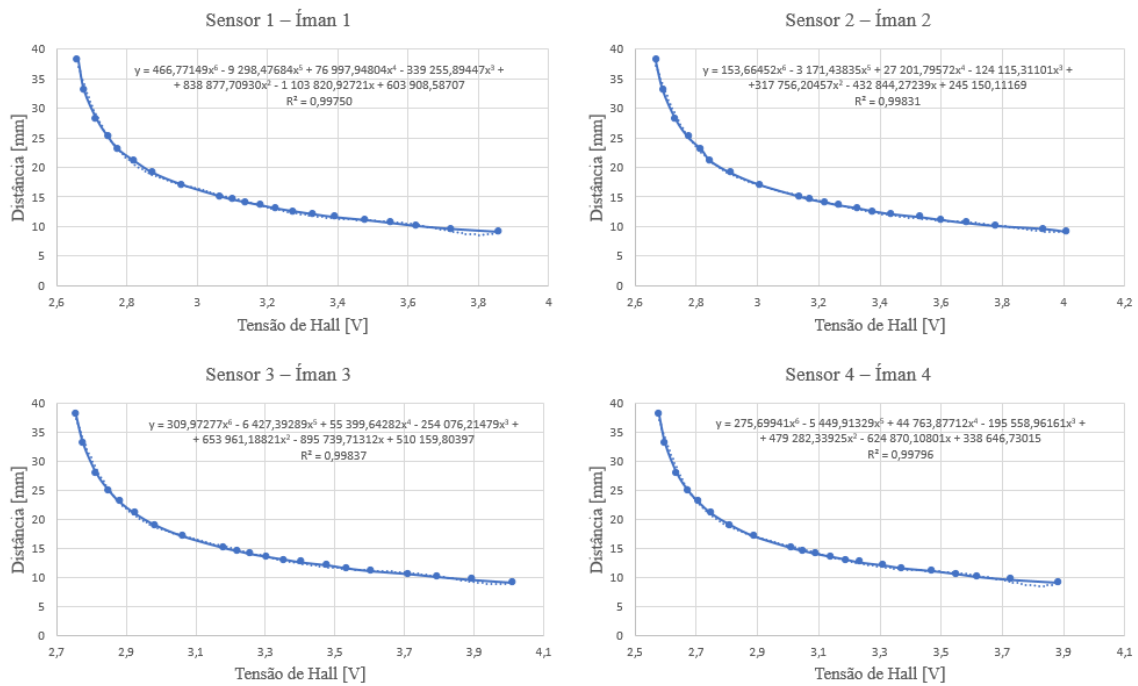 Sensor 1 – Íman 1
Distância [mm]
40
35
30
25
20
15
10
5
0
y = 466,77149x⁶ - 9 298,47684x⁵ + 76 997,94804x⁴ - 339 255,89447x³ +
+ 838 877,70930x² - 1 103 820,92721x + 603 908,58707
R² = 0,99750
2,6 2,8 3 3,2 3,4 3,6 3,8 4
Tensão de Hall [V]
Sensor 2 – Íman 2
Distância [mm]
40
35
30
25
20
15
10
5
0
y = 153,66452x⁶ - 3 171,43835x⁵ + 27 201,79572x⁴ - 124 115,31101x³ +
+317 756,20457x² - 432 844,27239x + 245 150,11169
R² = 0,99831
2,6 2,8 3 3,2 3,4 3,6 3,8 4 4,2
Tensão de Hall [V]
Sensor 3 – Íman 3
Distância [mm]
40
35
30
25
20
15
10
5
0
y = 309,97277x⁶ - 6 427,39289x⁵ + 55 399,64282x⁴ - 254 076,21479x³ +
+ 653 961,18821x² - 895 739,71312x + 510 159,80397
R² = 0,99837
2,7 2,9 3,1 3,3 3,5 3,7 3,9 4,1
Tensão de Hall [V]
Sensor 4 – Íman 4
Distância [mm]
40
35
30
25
20
15
10
5
0
y = 275,69941x⁶ - 5 449,91329x⁵ + 44 763,87712x⁴ - 195 558,96161x³ +
+ 479 282,33925x² - 624 870,10801x + 338 646,73015
R² = 0,99796
2,5 2,7 2,9 3,1 3,3 3,5 3,7 3,9 4,1
Tensão de Hall [V]